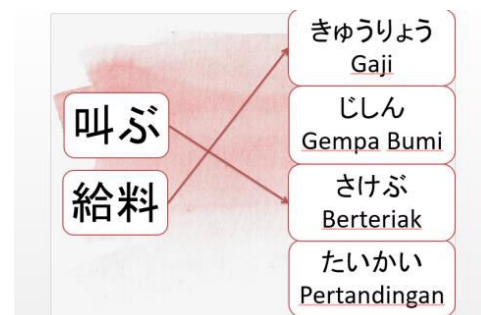 叫ぶ
給料
きゅうりょう
Gaji
じしん
Gempa Bumi
さけぶ
Berteriak
たいかい
Pertandingan